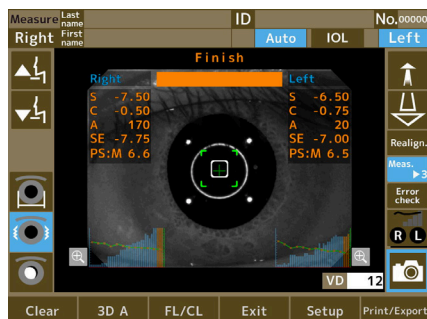 Measure Last name ID No.00000
Right First name Auto IOL Left
Finish
Right Left
S -7.50 S -6.50
C -0.50 C -0.75
A 170 A 20
SE -7.75 SE -7.00
PS:M 6.6 PS:M 6.5
Realign.
Meas.
▶3
Error
check
R L
VD 12
Clear 3D A FL/CL Exit Setup Print/Export